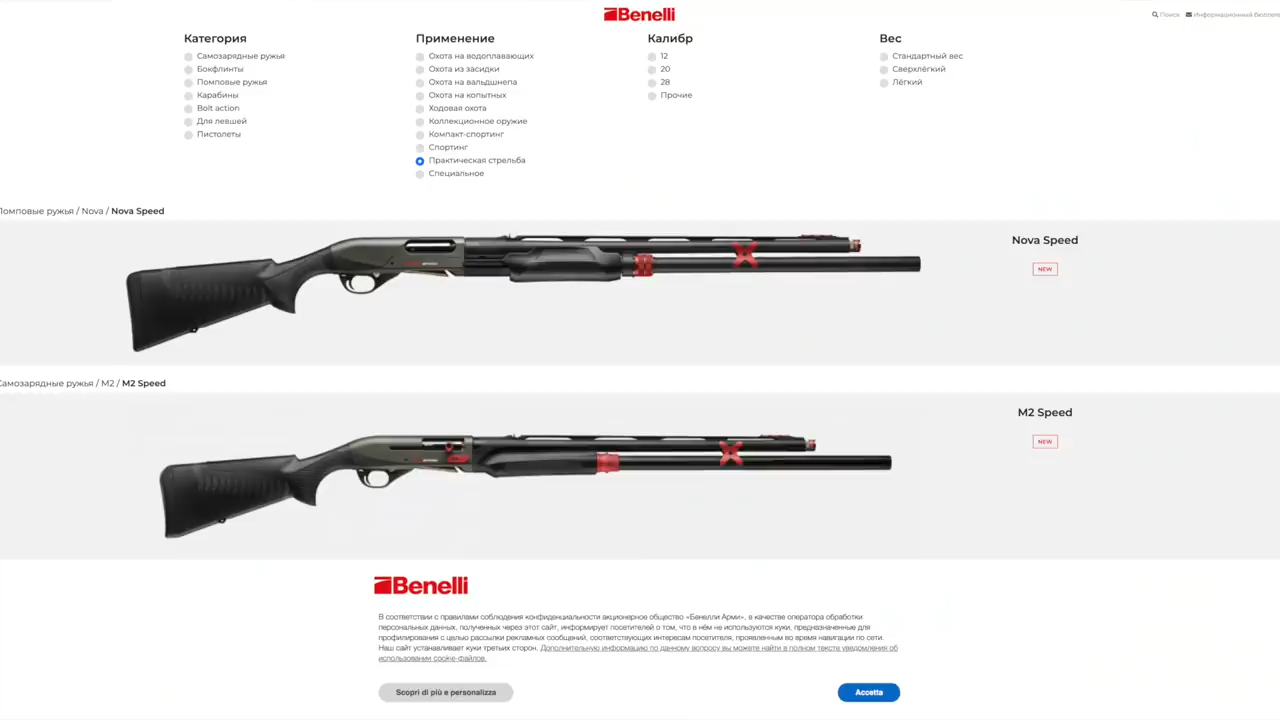 Benelli
Поиск
Информационный бюллете
Категория
Самозарядные ружья
Бокфлинты
Помповые ружья
Карабины
Bolt action
Для левшей
Пистолеты
Применение
Охота на водоплавающих
Охота из засидки
Охота на вальдшнепа
Охота на копытных
Ходовая охота
Коллекционное оружие
Компакт-спортинг
Спортинг
Практическая стрельба
Специальное
Калибр
12
20
28
Прочие
Вес
Стандартный вес
Сверхлёгкий
Лёгкий
Помповые ружья / Nova / Nova Speed
Nova Speed
NEW
Самозарядные ружья / M2 / M2 Speed
M2 Speed
NEW
Benelli
В соответствии с правилами соблюдения конфиденциальности акционерное общество «Бенелли Арми», в качестве оператора обработки
персональных данных, полученных через этот сайт, информирует посетителей о том, что в нём не используются куки, предназначенные для
профилирования с целью рассылки рекламных сообщений, соответствующих интересам посетителя, проявленным во время навигации по сети.
Наш сайт устанавливает куки третьих сторон. Дополнительную информацию по данному вопросу вы можете найти в полном тексте уведомления об
использовании cookie-файлов.
Scopri di più e personalizza
Accetta